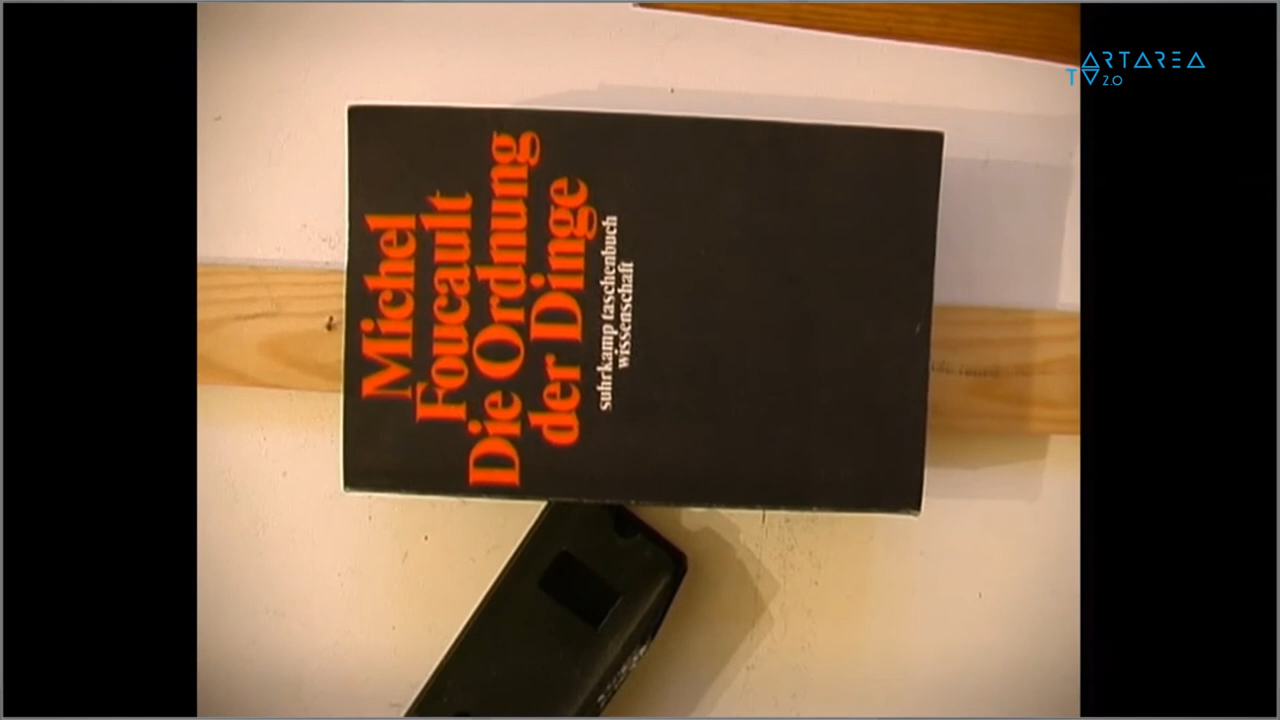 Michel
Foucault
Die Ordnung
der Dinge
suhrkamp taschenbuch
wissenschaft
ARTAREA
TV 2.0